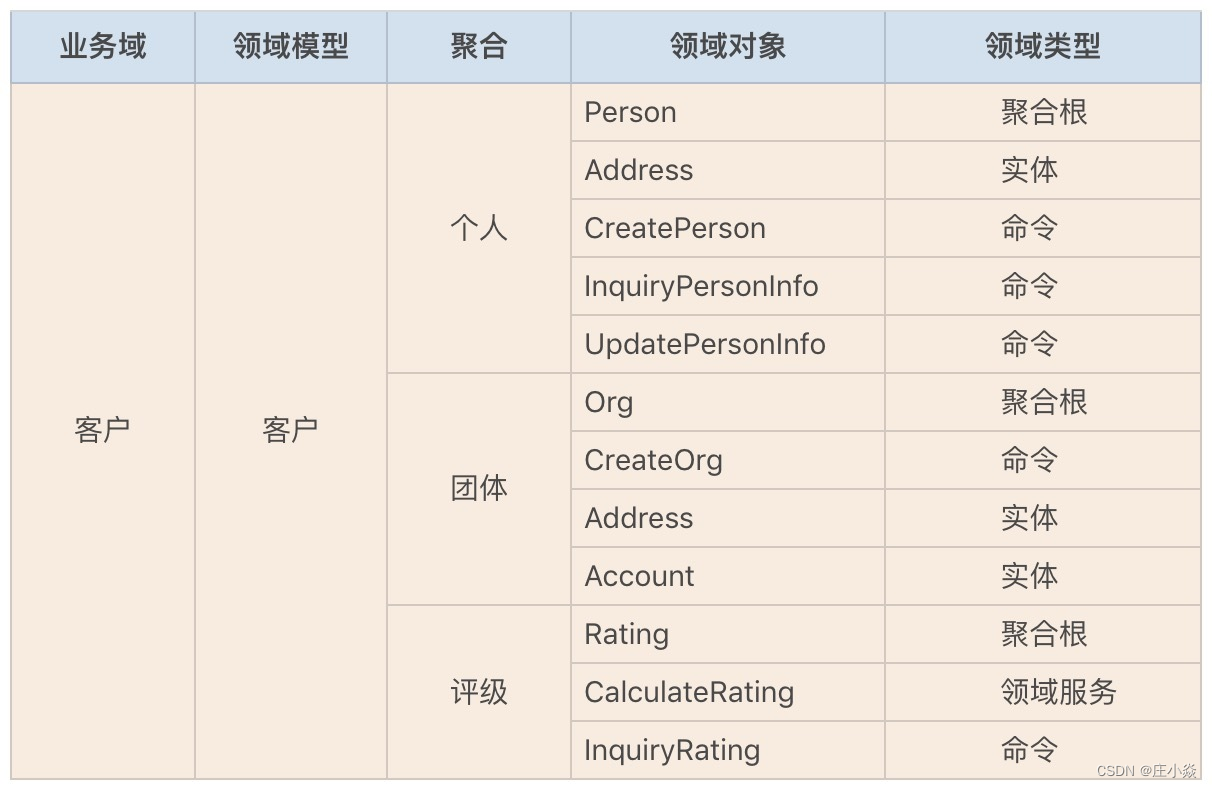 业务域 领域模型 聚合 领域对象 领域类型
Person 聚合根
Address 实体
个人 CreatePerson 命令
InquiryPersonInfo 命令
UpdatePersonInfo 命令
Org 聚合根
客户 客户
CreateOrg 命令
团体
Address 实体
Account 实体
Rating 聚合根
评级 CalculateRating 领域服务
InquiryRating 命令
CSDN @庄小焱